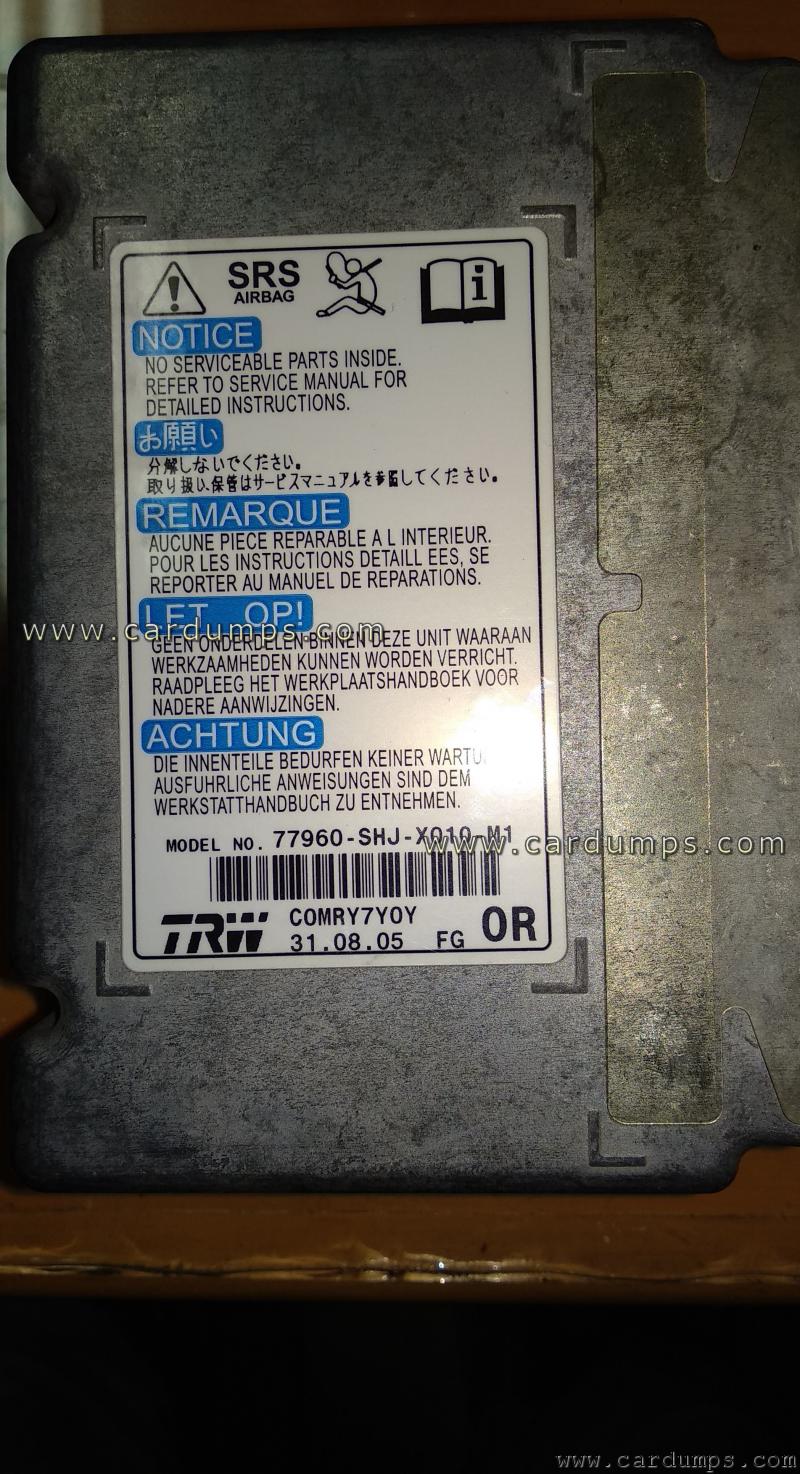 SRS
AIRBAG
i
NOTICE
NO SERVICEABLE PARTS INSIDE.
REFER TO SERVICE MANUAL FOR
DETAILED INSTRUCTIONS.
お願い
分解しないでください。
取り扱い、保管はサービスマニュアルを参照してください。
REMARQUE
AUCUNE PIECE REPARABLE A L INTERIEUR.
POUR LES INSTRUCTIONS DETAILL EES, SE
REPORTER AU MANUEL DE REPARATIONS.
LET OP!
www.cardumps.com
GEEN ONDERDELEN BINNEN DEZE UNIT WAARAAN
WERKZAAMHEDEN KUNNEN WORDEN VERRICHT.
RAADPLEEG HET WERKPLAATSHANDBOEK VOOR
NADERE AANWIJZINGEN.
ACHTUNG
DIE INNENTEILE BEDURFEN KEINER
AUSFUHRLICHE ANWEISUNGEN SIND DEM
WERKSTATTHANDBUCH ZU ENTNEHMEN.
MODEL NO. 77960-SHJ-X010-M1
www.cardumps.com
TRW COMRY7YOY
31.08.05 FG OR
www.cardumps.com